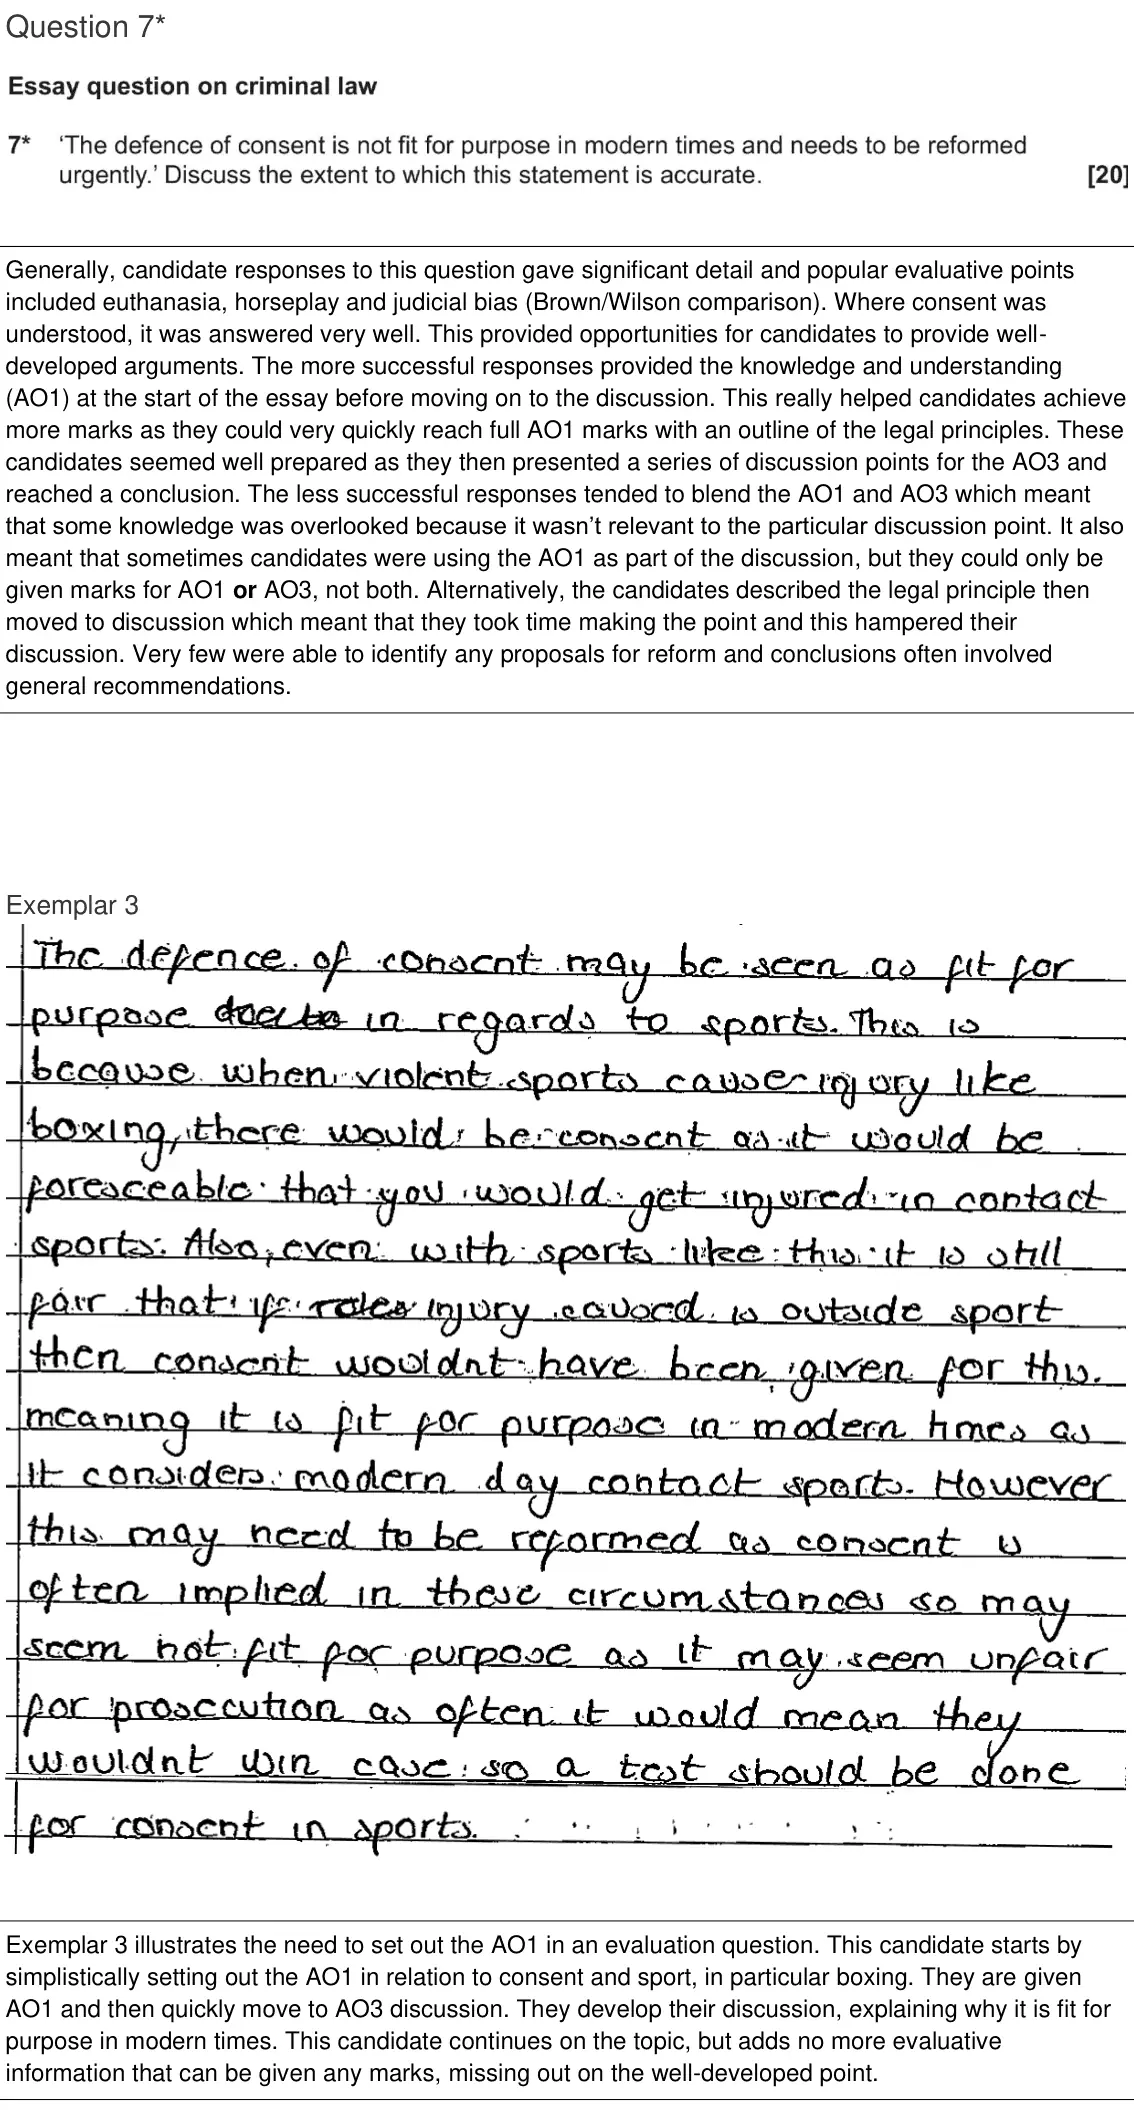 Question 7*
Essay question on criminal law
7* ‘The defence of consent is not fit for purpose in modern times and needs to be reformed
urgently.’ Discuss the extent to which this statement is accurate. [20]
Generally, candidate responses to this question gave significant detail and popular evaluative points
included euthanasia, horseplay and judicial bias (Brown/Wilson comparison). Where consent was
understood, it was answered very well. This provided opportunities for candidates to provide well-
developed arguments. The more successful responses provided the knowledge and understanding
(AO1) at the start of the essay before moving on to the discussion. This really helped candidates achieve
more marks as they could very quickly reach full AO1 marks with an outline of the legal principles. These
candidates seemed well prepared as they then presented a series of discussion points for the AO3 and
reached a conclusion. The less successful responses tended to blend the AO1 and AO3 which meant
that some knowledge was overlooked because it wasn’t relevant to the particular discussion point. It also
meant that sometimes candidates were using the AO1 as part of the discussion, but they could only be
given marks for AO1 or AO3, not both. Alternatively, the candidates described the legal principle then
moved to discussion which meant that they took time making the point and this hampered their
discussion. Very few were able to identify any proposals for reform and conclusions often involved
general recommendations.
Exemplar 3
The defence of consent may be seen as fit for
purpose in regards to sports. This is
because when violent sports cause injury like
boxing, there would be consent as it would be
foreseeable that you would get injured in contact
sports. Also, even with sports like this it is still
fair that if injury caused is outside sport
then consent wouldnt have been given for this.
meaning it is fit for purpose in modern times as
it considers modern day contact sports. However
this may need to be reformed as consent is
often implied in these circumstances so may
seem not fit for purpose as it may seem unfair
for prosecution as often it would mean they
wouldnt win case so a test should be done
for consent in sports.
Exemplar 3 illustrates the need to set out the AO1 in an evaluation question. This candidate starts by
simplistically setting out the AO1 in relation to consent and sport, in particular boxing. They are given
AO1 and then quickly move to AO3 discussion. They develop their discussion, explaining why it is fit for
purpose in modern times. This candidate continues on the topic, but adds no more evaluative
information that can be given any marks, missing out on the well-developed point.